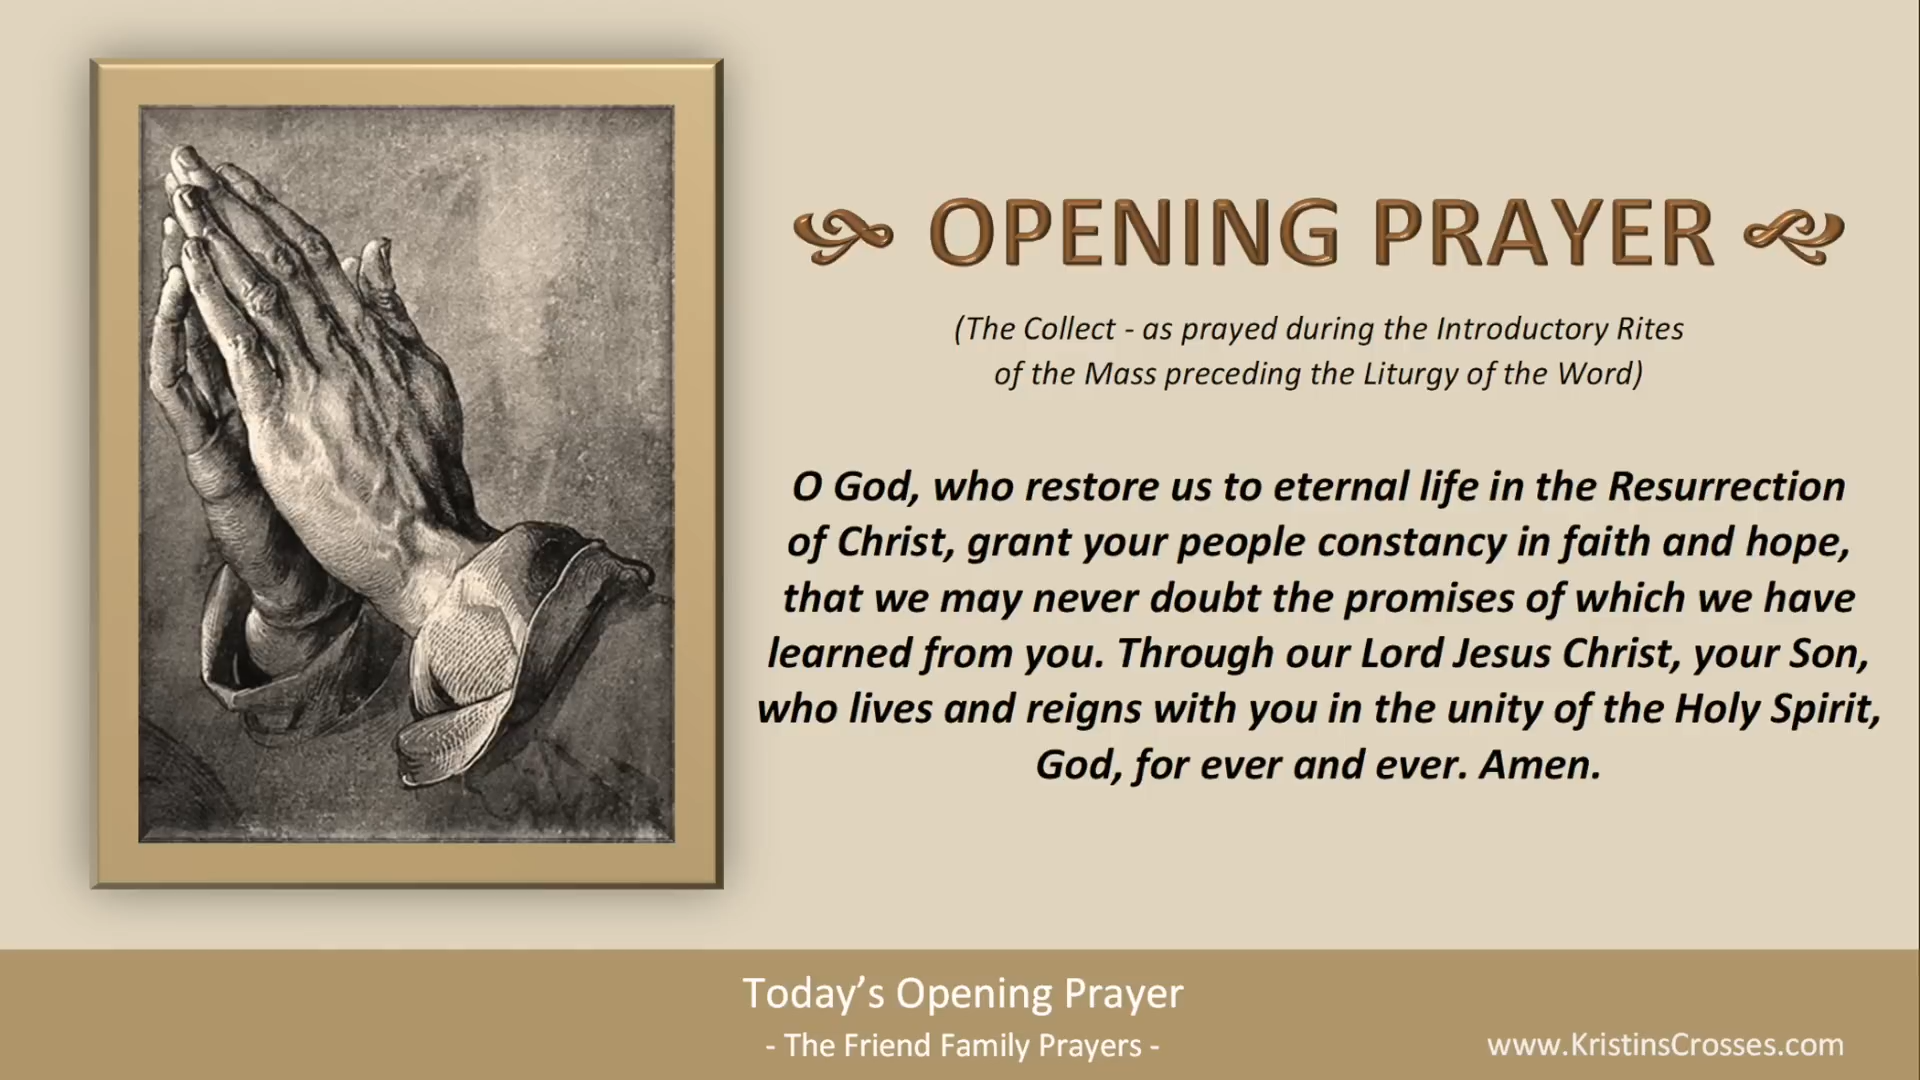 OPENING PRAYER
(The Collect - as prayed during the Introductory Rites
of the Mass preceding the Liturgy of the Word)
O God, who restore us to eternal life in the Resurrection
of Christ, grant your people constancy in faith and hope,
that we may never doubt the promises of which we have
learned from you. Through our Lord Jesus Christ, your Son,
who lives and reigns with you in the unity of the Holy Spirit,
God, for ever and ever. Amen.
Today’s Opening Prayer
- The Friend Family Prayers -
www.KristinsCrosses.com